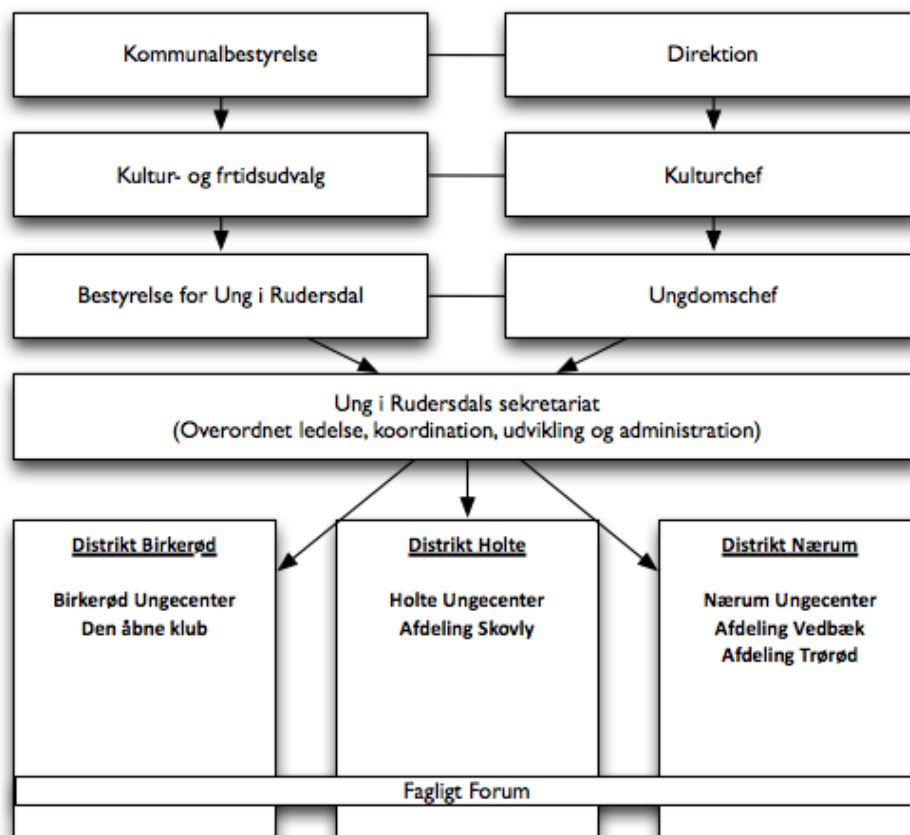 Kommunalbestyrelse
Direktion
Kultur- og frtidsudvalg
Kulturchef
Bestyrelse for Ung i Rudersdal
Ungdomschef
Ung i Rudersdals sekretariat
(Overordnet ledelse, koordination, udvikling og administration)
Distrikt Birkerød
Birkerød Ungecenter
Den åbne klub
Distrikt Holte
Holte Ungecenter
Afdeling Skovly
Distrikt Nærum
Nærum Ungecenter
Afdeling Vedbæk
Afdeling Trørød
Fagligt Forum